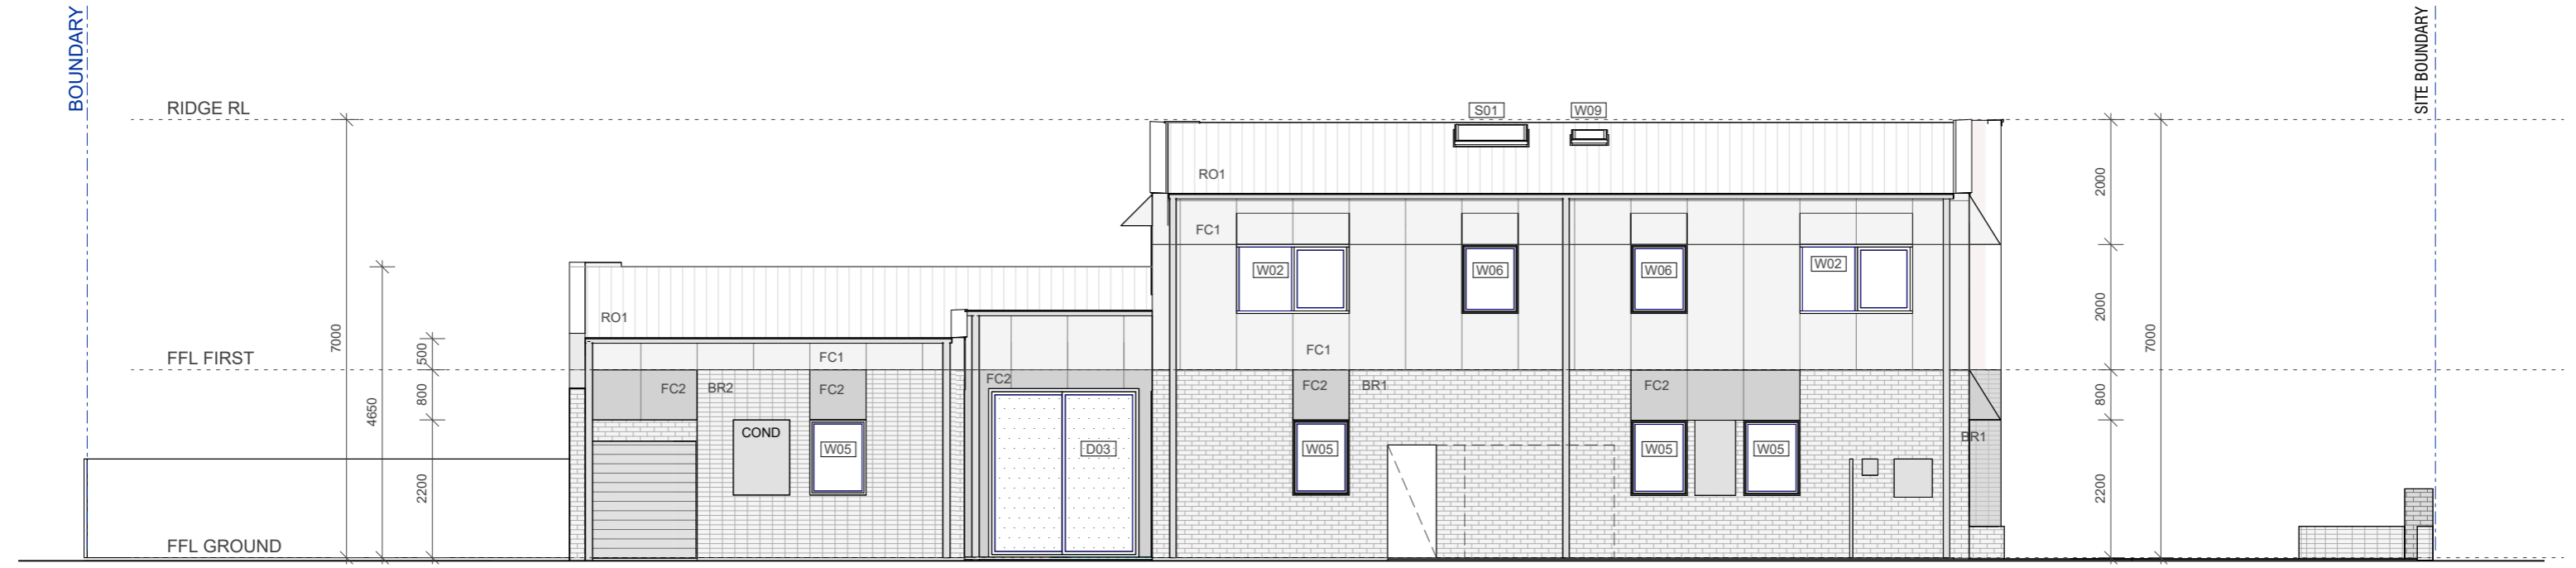 BOUNDARY
SITE BOUNDARY
RIDGE RL
S01
W09
RO1
2000
FC1
W02
W06
W06
W02
RO1
7000
2000
7000
FFL FIRST
500
FC1
FC1
FC2
BR2
FC2
FC2
FC2
BR1
FC2
800
800
4650
COND
W05
D03
W05
W05
W05
BR1
2200
2200
FFL GROUND